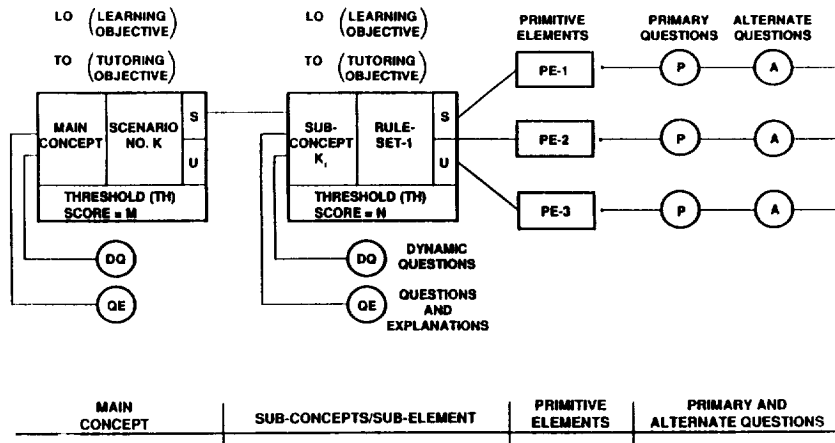 LO (LEARNING OBJECTIVE)
TO (TUTORING OBJECTIVE)
MAIN CONCEPT
SCENARIO NO. K
S
U
THRESHOLD (TH)
SCORE = M
DQ
QE
LO (LEARNING OBJECTIVE)
TO (TUTORING OBJECTIVE)
SUB-
CONCEPT
K₁
RULE-
SET-1
S
U
THRESHOLD (TH)
SCORE = N
DQ
DYNAMIC
QUESTIONS
QE
QUESTIONS
AND
EXPLANATIONS
PRIMITIVE
ELEMENTS
PRIMARY
QUESTIONS
ALTERNATE
QUESTIONS
PE-1
P
A
PE-2
P
A
PE-3
P
A
MAIN
CONCEPT
SUB-CONCEPTS/SUB-ELEMENT
PRIMITIVE
ELEMENTS
PRIMARY AND
ALTERNATE QUESTIONS